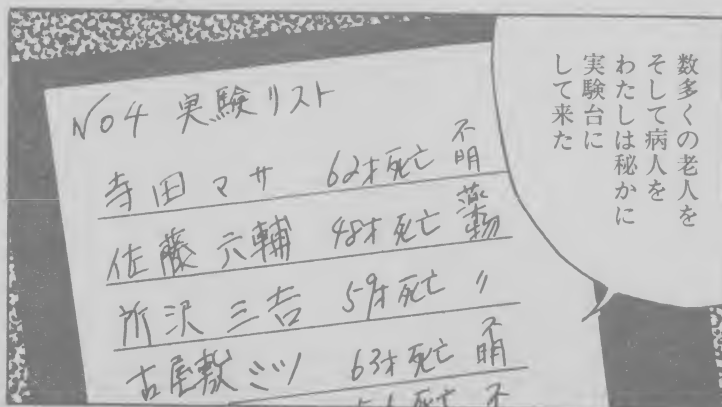 数多くの老人を
そして病人を
わたしは秘かに
実験台に
して来た
No4 実験リスト
寺田マサ 62才死亡 不明
佐藤六輔 48才死亡 薬物
所沢三吉 59才死亡 〃
古屋敷ミツ 63才死亡 不明